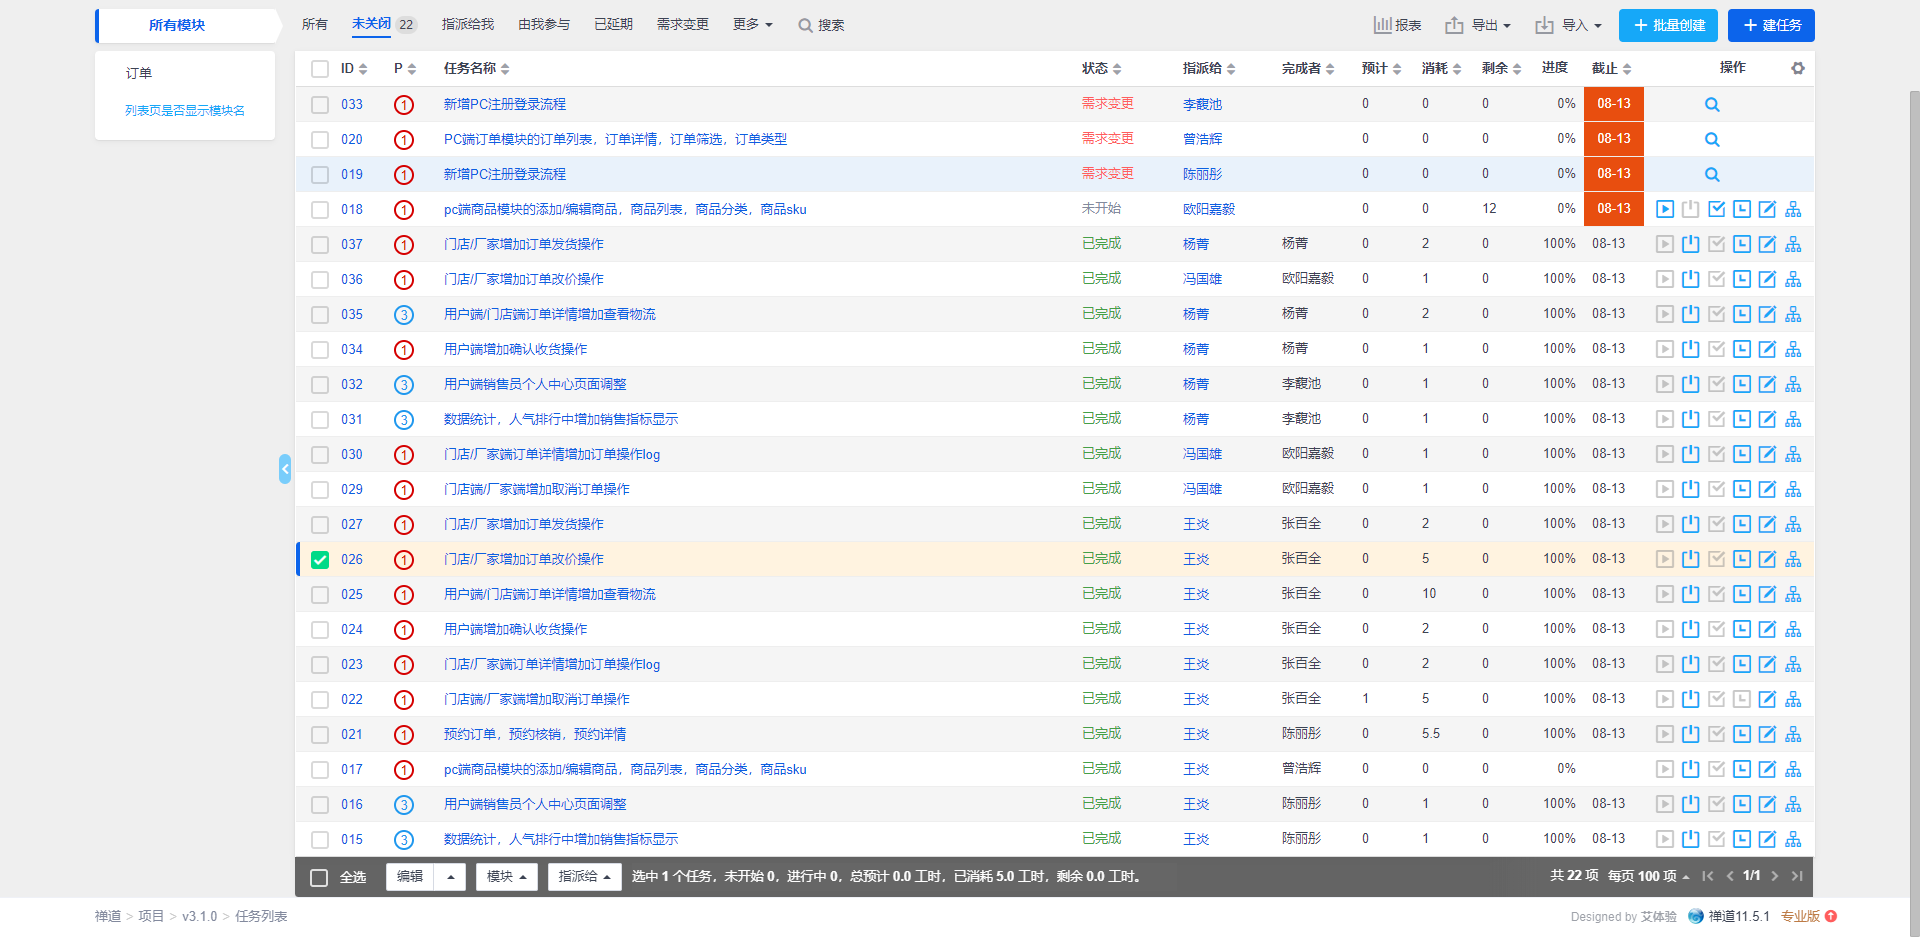 所有模块 所有 未关闭 22 指派给我 由我参与 已延期 需求变更 更多 搜索 报表 导出 导入 批量创建 建任务
订单
列表页是否显示模块名
ID P 任务名称 状态 指派给 完成者 预计 消耗 剩余 进度 截止 操作
033 1 新增PC注册登录流程 需求变更 李馥池 0 0 0 0% 08-13
020 1 PC端订单模块的订单列表，订单详情，订单筛选，订单类型 需求变更 曾浩辉 0 0 0 0% 08-13
019 1 新增PC注册登录流程 需求变更 陈丽彤 0 0 0 0% 08-13
018 1 pc端商品模块的添加/编辑商品，商品列表，商品分类，商品sku 未开始 欧阳嘉毅 0 0 12 0% 08-13
037 1 门店/厂家增加订单发货操作 已完成 杨菁 杨菁 0 2 0 100% 08-13
036 1 门店/厂家增加订单改价操作 已完成 冯国雄 欧阳嘉毅 0 1 0 100% 08-13
035 3 用户端/门店端订单详情增加查看物流 已完成 杨菁 杨菁 0 2 0 100% 08-13
034 1 用户端增加确认收货操作 已完成 杨菁 杨菁 0 1 0 100% 08-13
032 3 用户端销售员个人中心页面调整 已完成 杨菁 李馥池 0 1 0 100% 08-13
031 3 数据统计，人气排行中增加销售指标显示 已完成 杨菁 李馥池 0 1 0 100% 08-13
030 1 门店/厂家端订单详情增加订单操作log 已完成 冯国雄 欧阳嘉毅 0 1 0 100% 08-13
029 1 门店端/厂家端增加取消订单操作 已完成 冯国雄 欧阳嘉毅 0 1 0 100% 08-13
027 1 门店/厂家增加订单发货操作 已完成 王炎 张百全 0 2 0 100% 08-13
026 1 门店/厂家增加订单改价操作 已完成 王炎 张百全 0 5 0 100% 08-13
025 1 用户端/门店端订单详情增加查看物流 已完成 王炎 张百全 0 10 0 100% 08-13
024 1 用户端增加确认收货操作 已完成 王炎 张百全 0 2 0 100% 08-13
023 1 门店/厂家端订单详情增加订单操作log 已完成 王炎 张百全 0 2 0 100% 08-13
022 1 门店端/厂家端增加取消订单操作 已完成 王炎 张百全 1 5 0 100% 08-13
021 1 预约订单，预约核销，预约详情 已完成 王炎 陈丽彤 0 5.5 0 100% 08-13
017 1 pc端商品模块的添加/编辑商品，商品列表，商品分类，商品sku 已完成 王炎 曾浩辉 0 0 0 0%
016 3 用户端销售员个人中心页面调整 已完成 王炎 陈丽彤 0 1 0 100% 08-13
015 3 数据统计，人气排行中增加销售指标显示 已完成 王炎 陈丽彤 0 1 0 100% 08-13
全选 编辑 模块 指派给 选中 1 个任务，未开始 0，进行中 0，总预计 0.0 工时，已消耗 5.0 工时，剩余 0.0 工时。 共 22 项 每页 100 项 1/1
禅道 > 项目 > v3.1.0 > 任务列表 Designed by 艾体验 禅道11.5.1 专业版